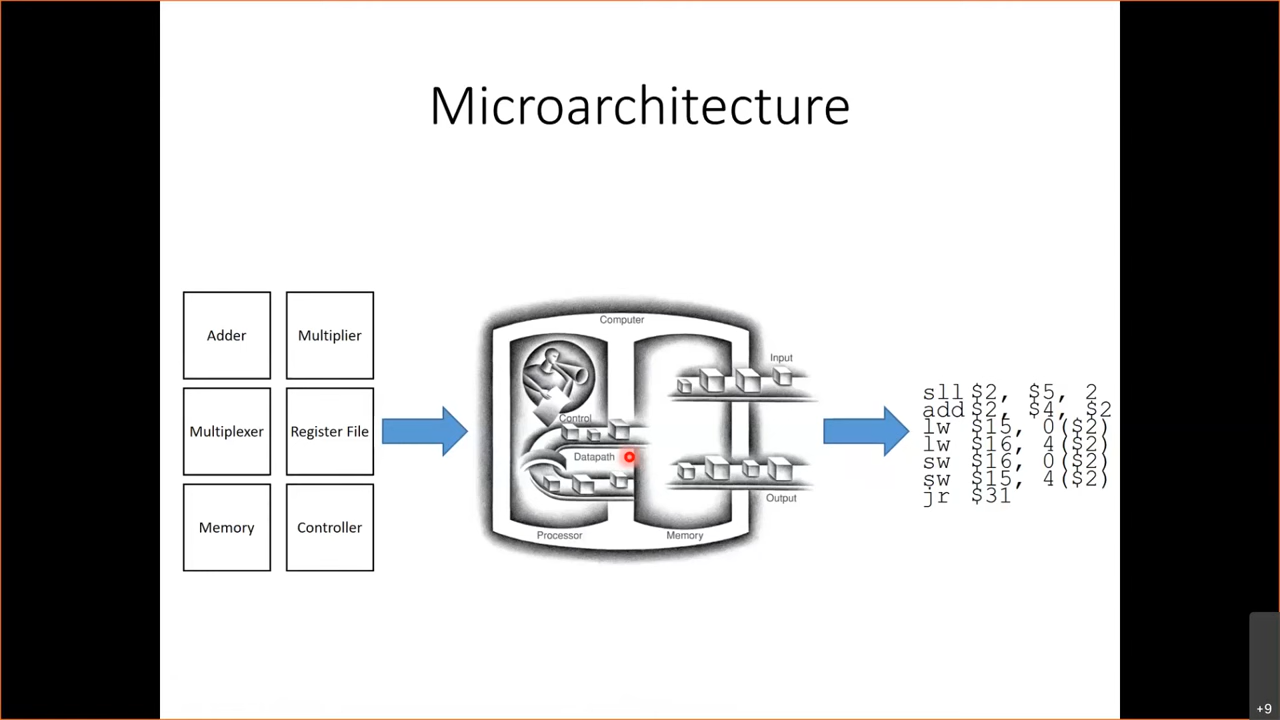 Microarchitecture
Adder
Multiplier
Multiplexer
Register File
Memory
Controller
Computer
Control
Datapath
Processor
Memory
Input
Output
sll $2, $5, 2
add $2, $4, $2
lw $15, 0($2)
lw $16, 4($2)
sw $16, 0($2)
sw $15, 4($2)
jr $31
+9